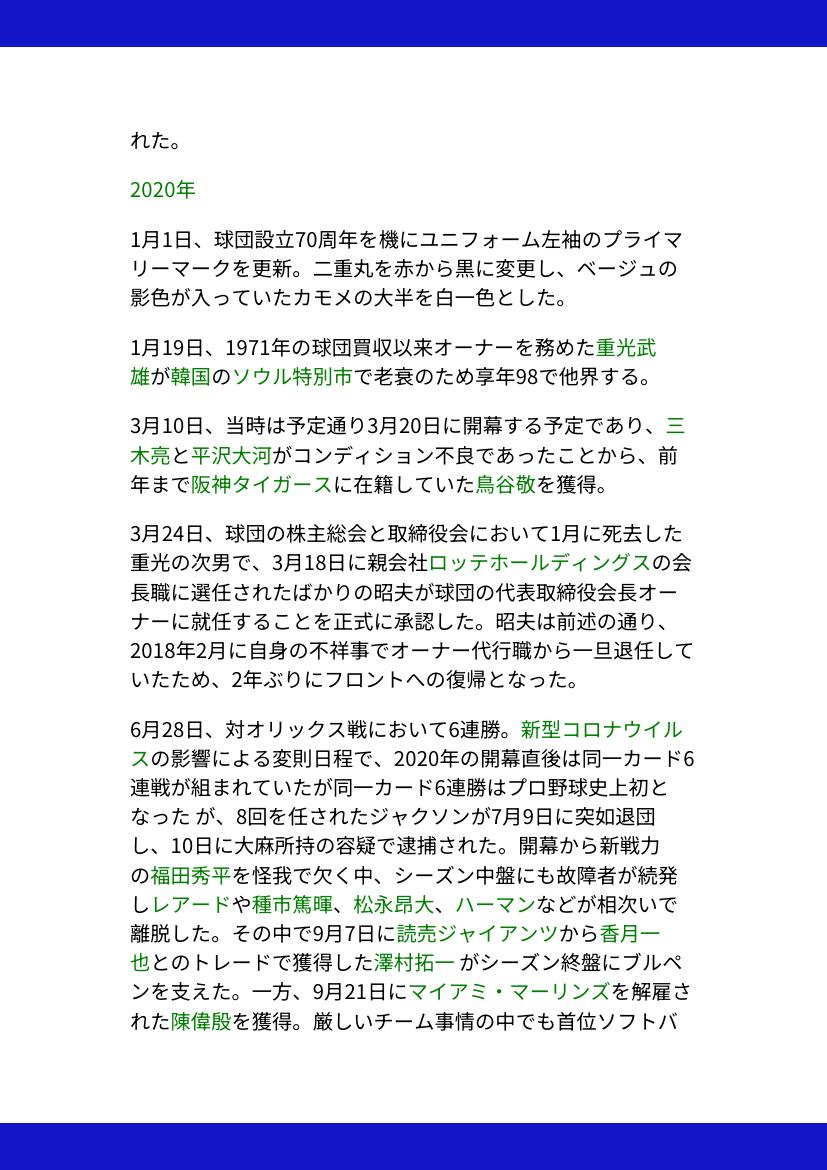 れた。
2020年
1月1日、球団設立70周年を機にユニフォーム左袖のプライマ
リーマークを更新。二重丸を赤から黒に変更し、ベージュの
影色が入っていたカモメの大半を白一色とした。
1月19日、1971年の球団買収以来オーナーを務めた重光武
雄が韓国のソウル特別市で老衰のため享年98で他界する。
3月10日、当時は予定通り3月20日に開幕する予定であり、三
木亮と平沢大河がコンディション不良であったことから、前
年まで阪神タイガースに在籍していた鳥谷敬を獲得。
3月24日、球団の株主総会と取締役会において1月に死去した
重光の次男で、3月18日に親会社ロッテホールディングスの会
長職に選任されたばかりの昭夫が球団の代表取締役会長オー
ナーに就任することを正式に承認した。昭夫は前述の通り、
2018年2月に自身の不祥事でオーナー代行職から一旦退任して
いたため、2年ぶりにフロントへの復帰となった。
6月28日、対オリックス戦において6連勝。新型コロナウイル
スの影響による変則日程で、2020年の開幕直後は同一カード6
連戦が組まれていたが同一カード6連勝はプロ野球史上初と
なった が、8回を任されたジャクソンが7月9日に突如退団
し、10日に大麻所持の容疑で逮捕された。開幕から新戦力
の福田秀平を怪我で欠く中、シーズン中盤にも故障者が続発
しレアードや種市篤暉、松永昂大、ハーマンなどが相次いで
離脱した。その中で9月7日に読売ジャイアンツから香月一
也とのトレードで獲得した澤村拓一 がシーズン終盤にブルペ
ンを支えた。一方、9月21日にマイアミ・マーリンズを解雇さ
れた陳偉殷を獲得。厳しいチーム事情の中でも首位ソフトバ